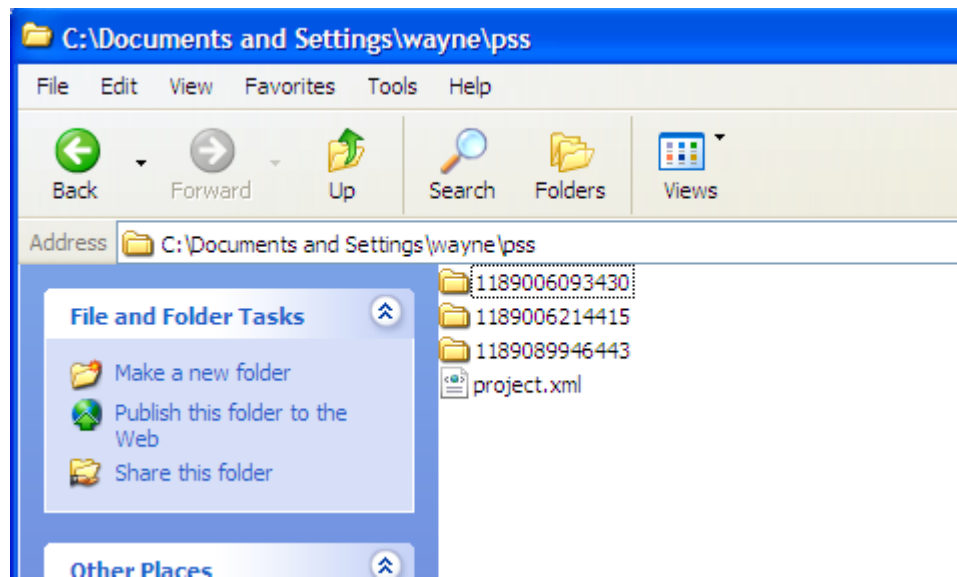 C:\Documents and Settings\wayne\pss
File Edit View Favorites Tools Help
Back Forward Up Search Folders Views
Address C:\Documents and Settings\wayne\pss
File and Folder Tasks
Make a new folder
Publish this folder to the
Web
Share this folder
Other Places
1189006093430
1189006214415
1189089946443
project.xml